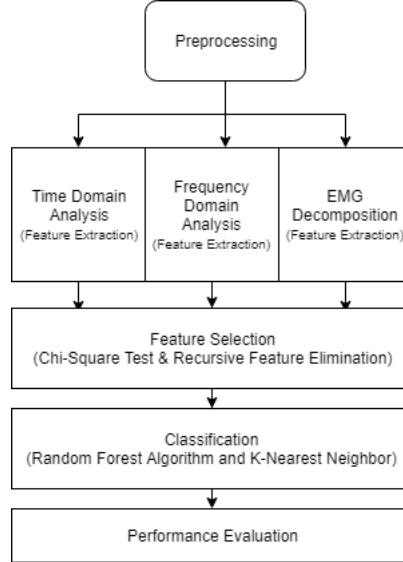 Preprocessing
Time Domain
Analysis
(Feature Extraction)
Frequency
Domain
Analysis
(Feature Extraction)
EMG
Decomposition
(Feature Extraction)
Feature Selection
(Chi-Square Test & Recursive Feature Elimination)
Classification
(Random Forest Algorithm and K-Nearest Neighbor)
Performance Evaluation